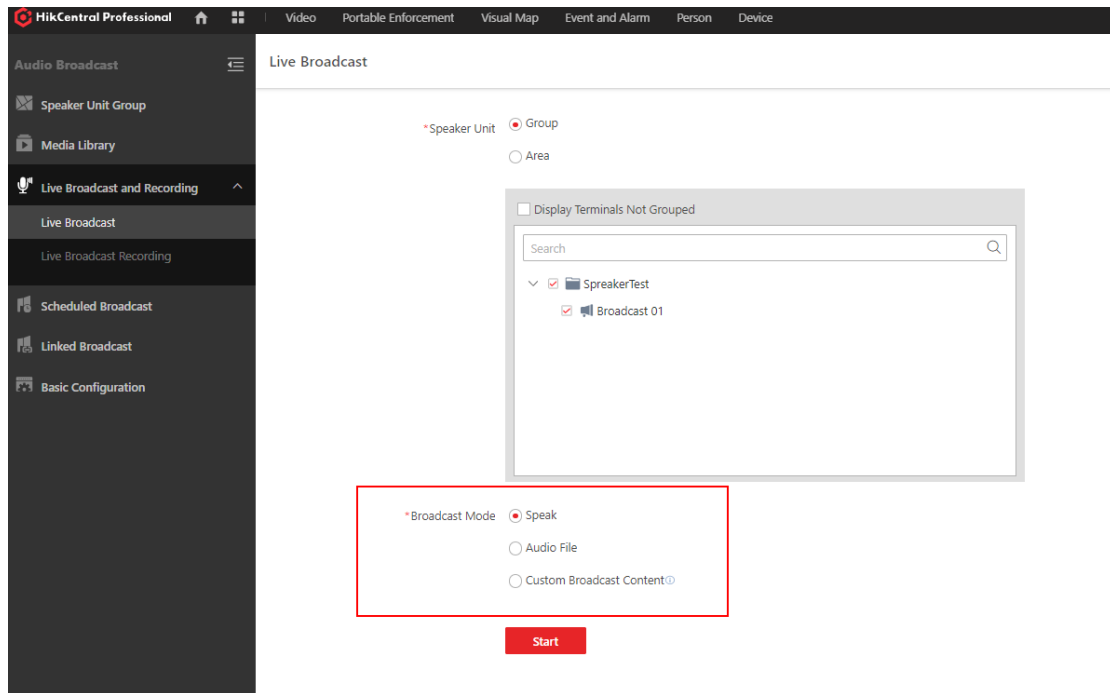 HikCentral Professional Video Portable Enforcement Visual Map Event and Alarm Person Device
Audio Broadcast
Speaker Unit Group
Media Library
Live Broadcast and Recording
Live Broadcast
Live Broadcast Recording
Scheduled Broadcast
Linked Broadcast
Basic Configuration
Live Broadcast
*Speaker Unit Group
Area
Display Terminals Not Grouped
Search
SpreakerTest
Broadcast 01
*Broadcast Mode Speak
Audio File
Custom Broadcast Content
Start